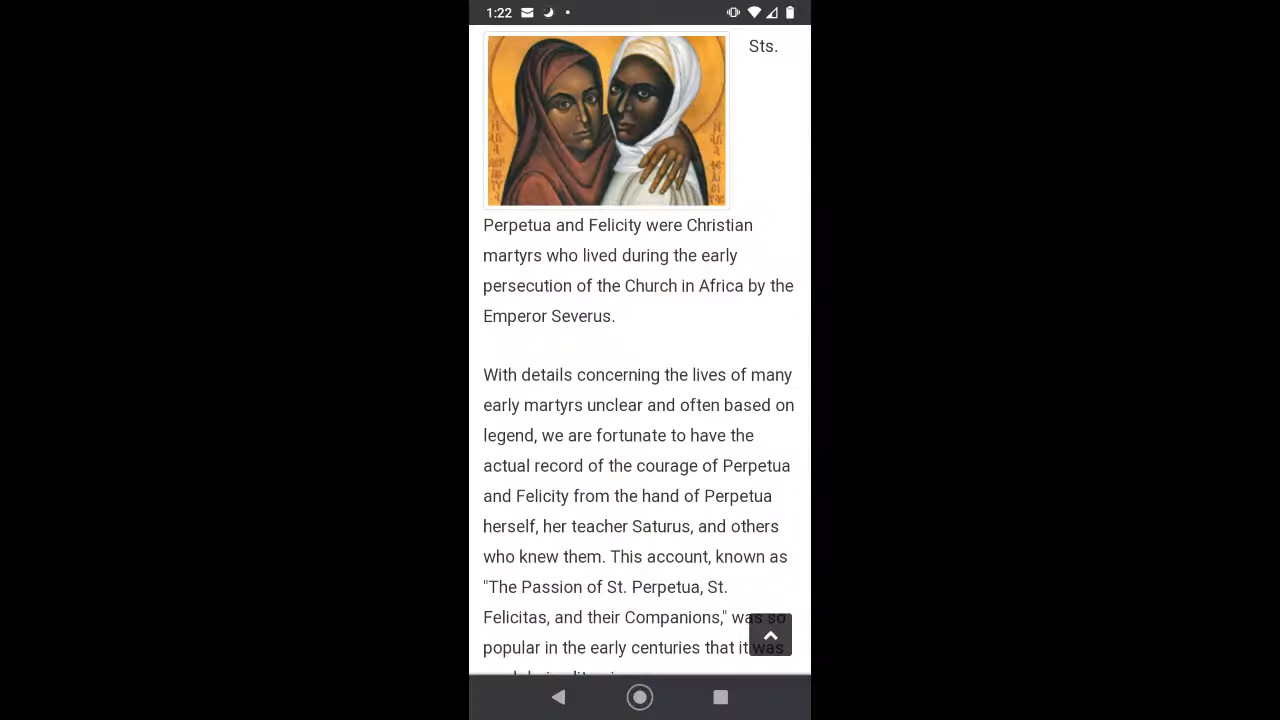 1:22
Sts.
Perpetua and Felicity were Christian
martyrs who lived during the early
persecution of the Church in Africa by the
Emperor Severus.
With details concerning the lives of many
early martyrs unclear and often based on
legend, we are fortunate to have the
actual record of the courage of Perpetua
and Felicity from the hand of Perpetua
herself, her teacher Saturus, and others
who knew them. This account, known as
"The Passion of St. Perpetua, St.
Felicitas, and their Companions," was so
popular in the early centuries that it was